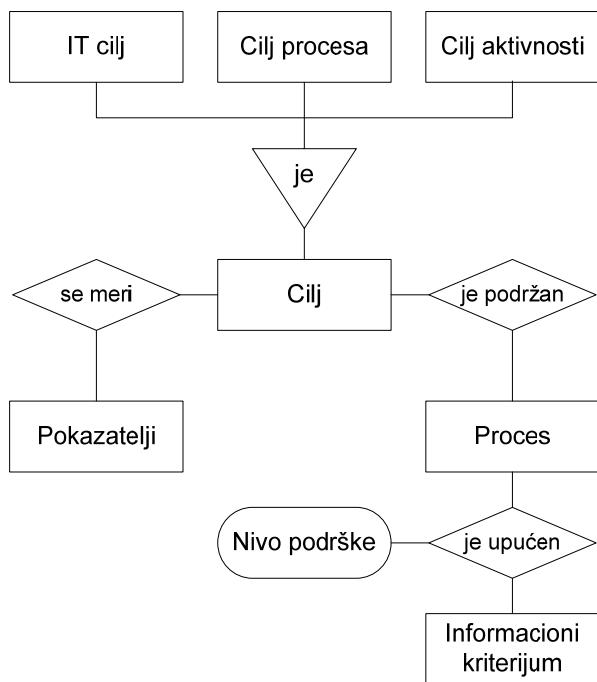 IT cilj
Cilj procesa
Cilj aktivnosti
je
se meri
Cilj
je podržan
Pokazatelji
Proces
Nivo podrške
je upućen
Informacioni
kriterijum